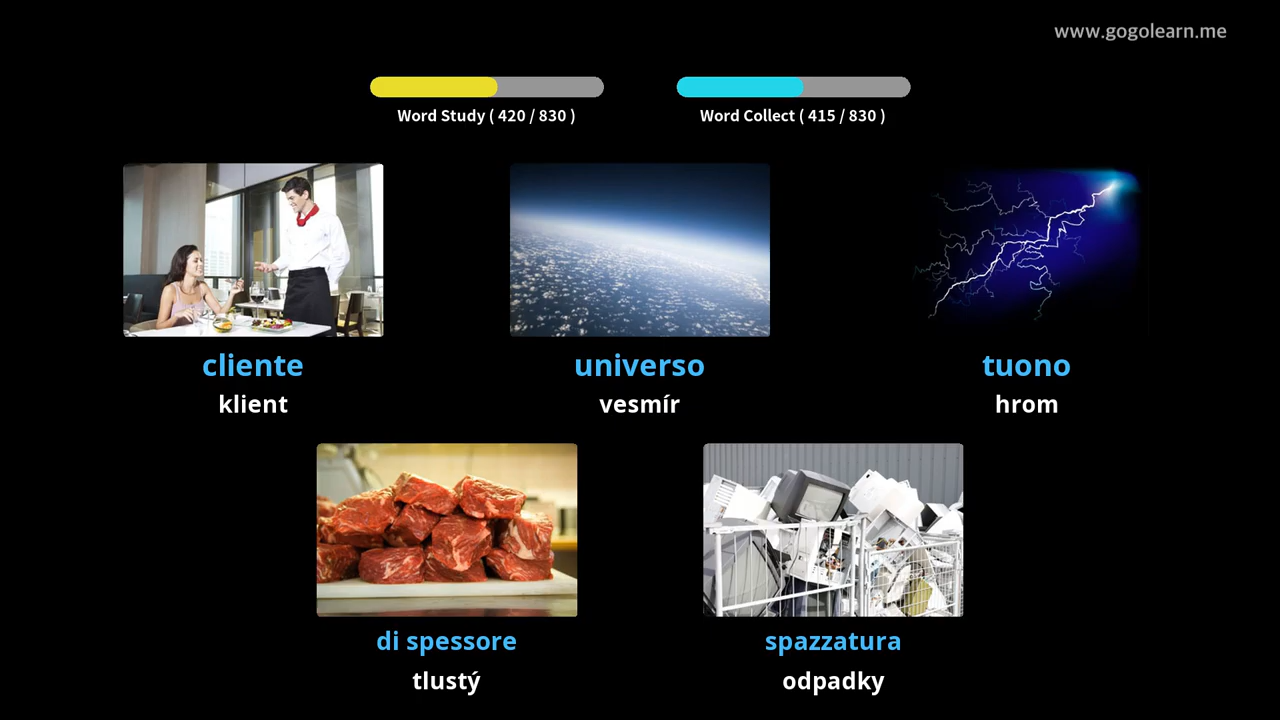 www.gogolearn.me
Word Study ( 420 / 830 )
Word Collect ( 415 / 830 )
cliente
klient
universo
vesmír
tuono
hrom
di spessore
tlustý
spazzatura
odpadky